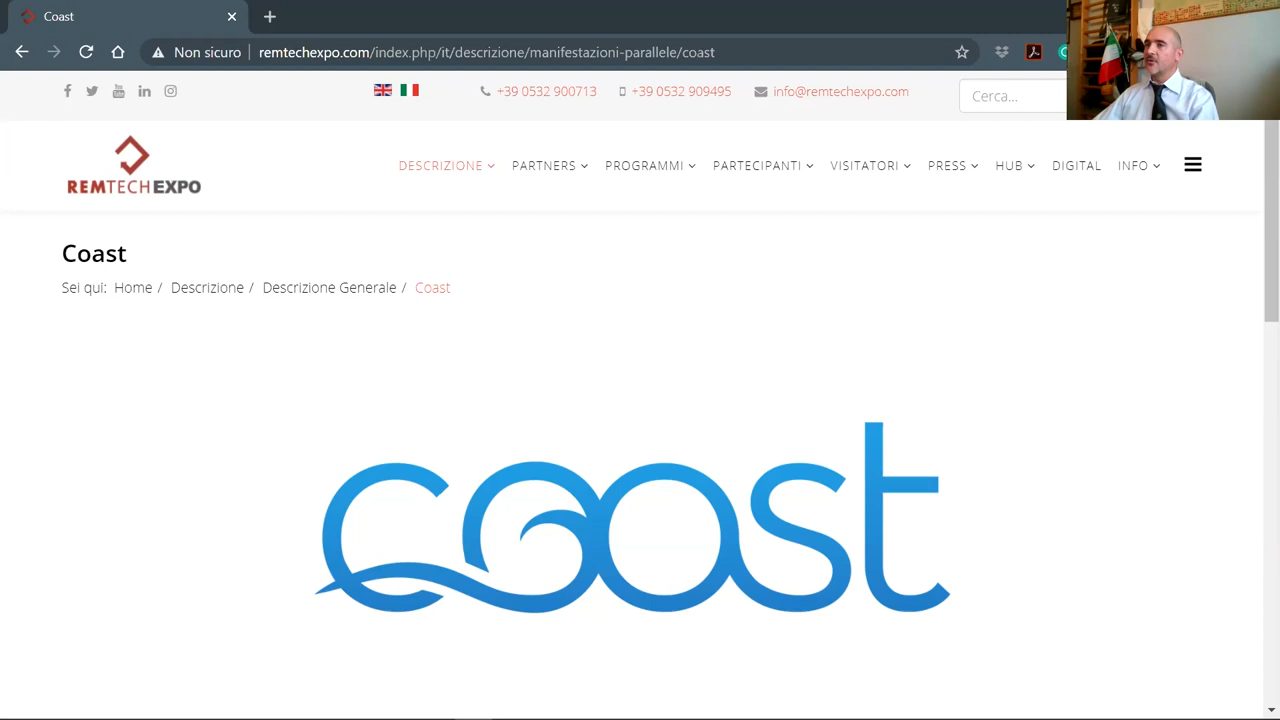 Coast
Non sicuro remtechexpo.com/index.php/it/descrizione/manifestazioni-parallele/coast
+39 0532 900713 +39 0532 909495 info@remtechexpo.com Cerca...
REMTECHEXPO
DESCRIZIONE PARTNERS PROGRAMMI PARTECIPANTI VISITATORI PRESS HUB DIGITAL INFO
Coast
Sei qui: Home / Descrizione / Descrizione Generale / Coast
coast